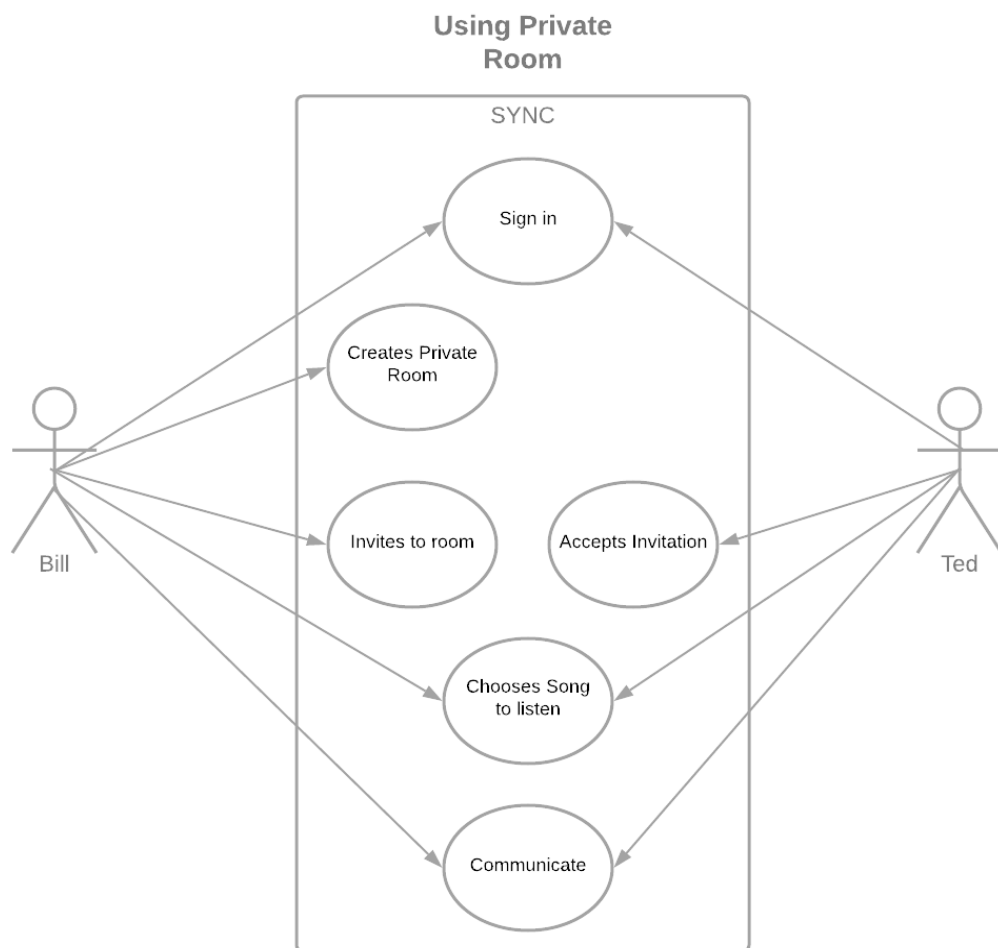 Using Private
Room
SYNC
Sign in
Creates Private
Room
Bill
Invites to room
Accepts Invitation
Ted
Chooses Song
to listen
Communicate